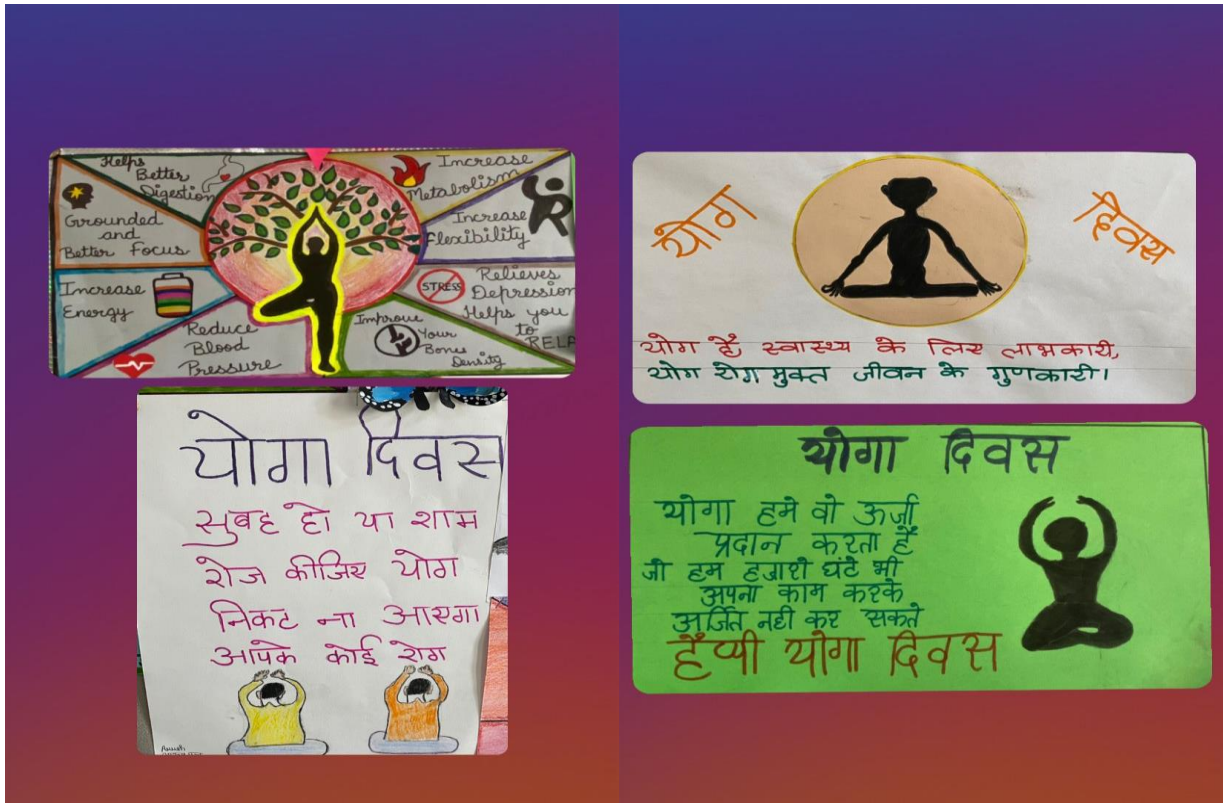 Helps
Better
Digestion
Grounded
and
Better Focus
Increase
Energy
Reduce
Blood
Pressure
Increase
Metabolism
Increase
Flexibility
STRESS
Relieves
Depression
Helps you
to
RELA
Improve
Your
Bones
Density
योगा दिवस
सुबह हो या शाम
रोज कीजिए योग
निकट ना आएगा
आपके कोई रोग
योग दिवस
योग है स्वास्थ्य के लिए लाभकारी,
योग रोग मुक्त जीवन के गुणकारी।
योगा दिवस
योगा हमे वो ऊर्जा
प्रदान करता है
जो हम हजारो घंटे भी
अपना काम करके
अर्जित नही कर सकते
हैप्पी योगा दिवस